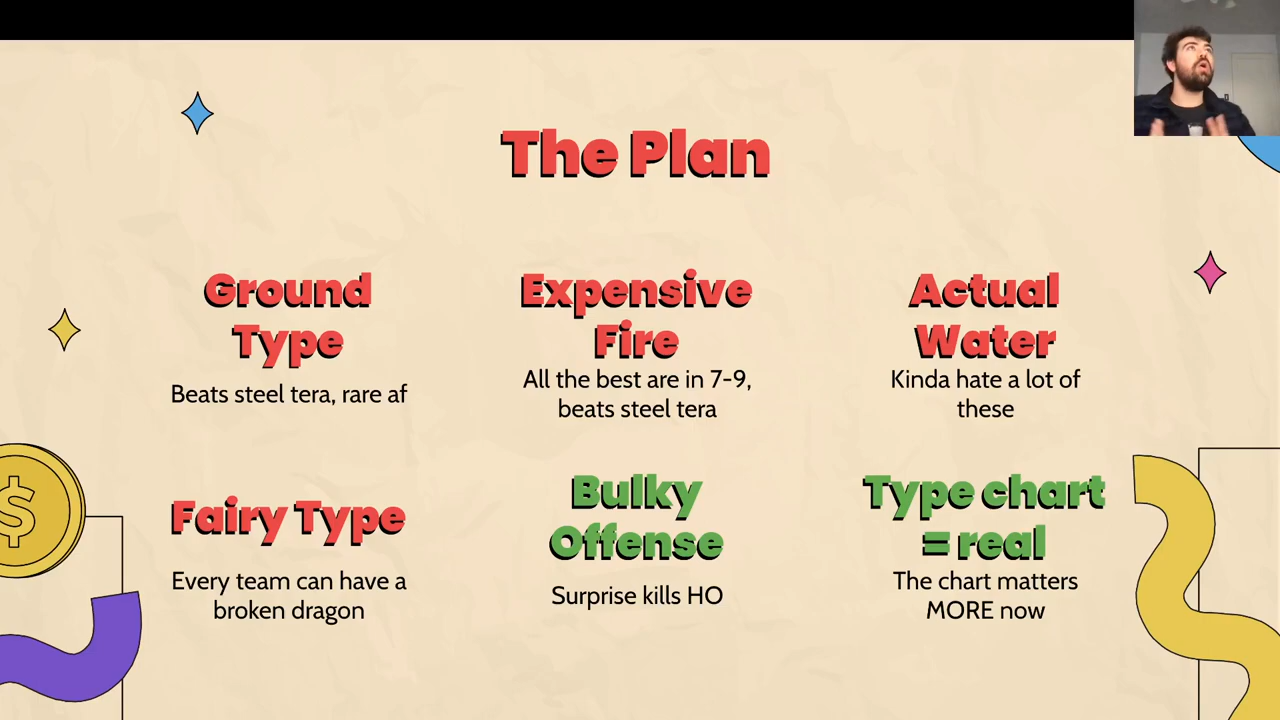 The Plan
Ground
Type
Beats steel tera, rare af
Expensive
Fire
All the best are in 7-9,
beats steel tera
Actual
Water
Kinda hate a lot of
these
Fairy Type
Every team can have a
broken dragon
Bulky
Offense
Surprise kills HO
Type chart
= real
The chart matters
MORE now
$